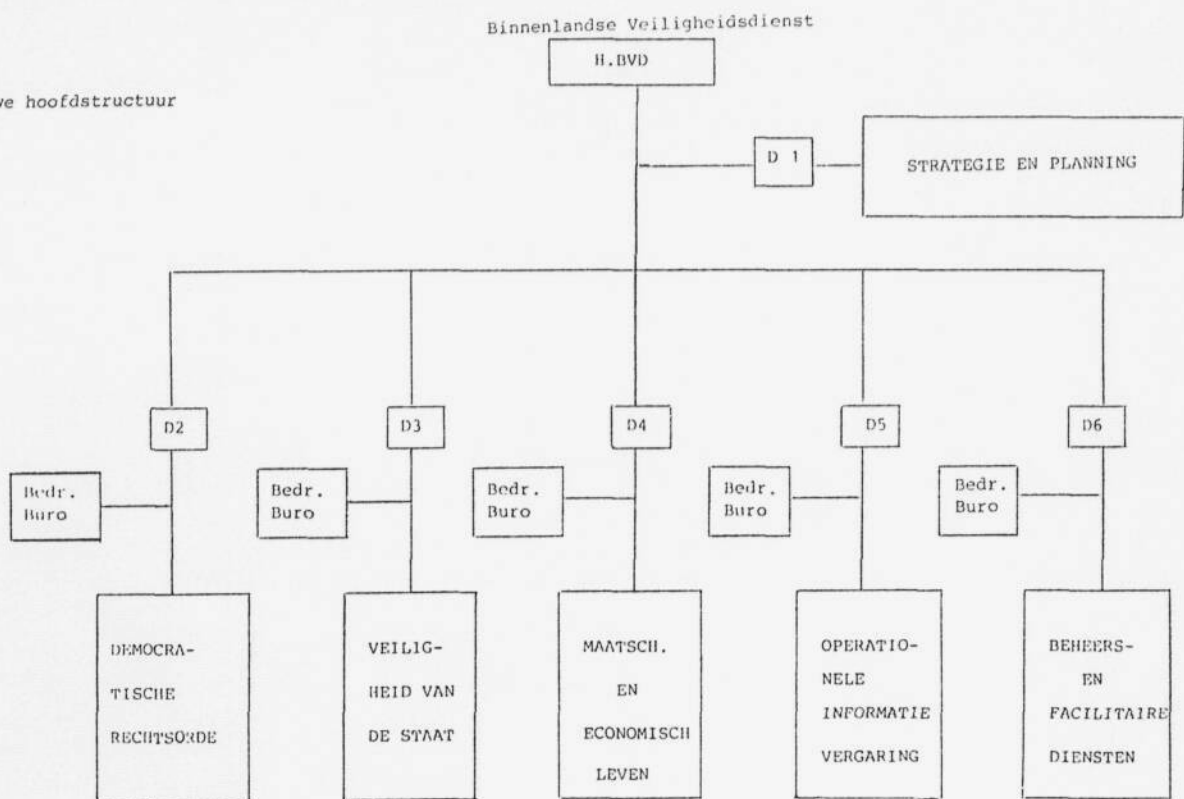 Binnenlandse Veiligheidsdienst
H.BVD
hoofdstructuur
D 1
STRATEGIE EN PLANNING
D2
D3
D4
D5
D6
Bedr.
Buro
Bedr.
Buro
Bedr.
Buro
Bedr.
Buro
Bedr.
Buro
DEMOCRA-
TISCHE
RECHTSORDE
VEILIG-
HEID VAN
DE STAAT
MAATSCH.
EN
ECONOMISCH
LEVEN
OPERATIO-
NELE
INFORMATIE
VERGARING
BEHEERS-
EN
FACILITAIRE
DIENSTEN